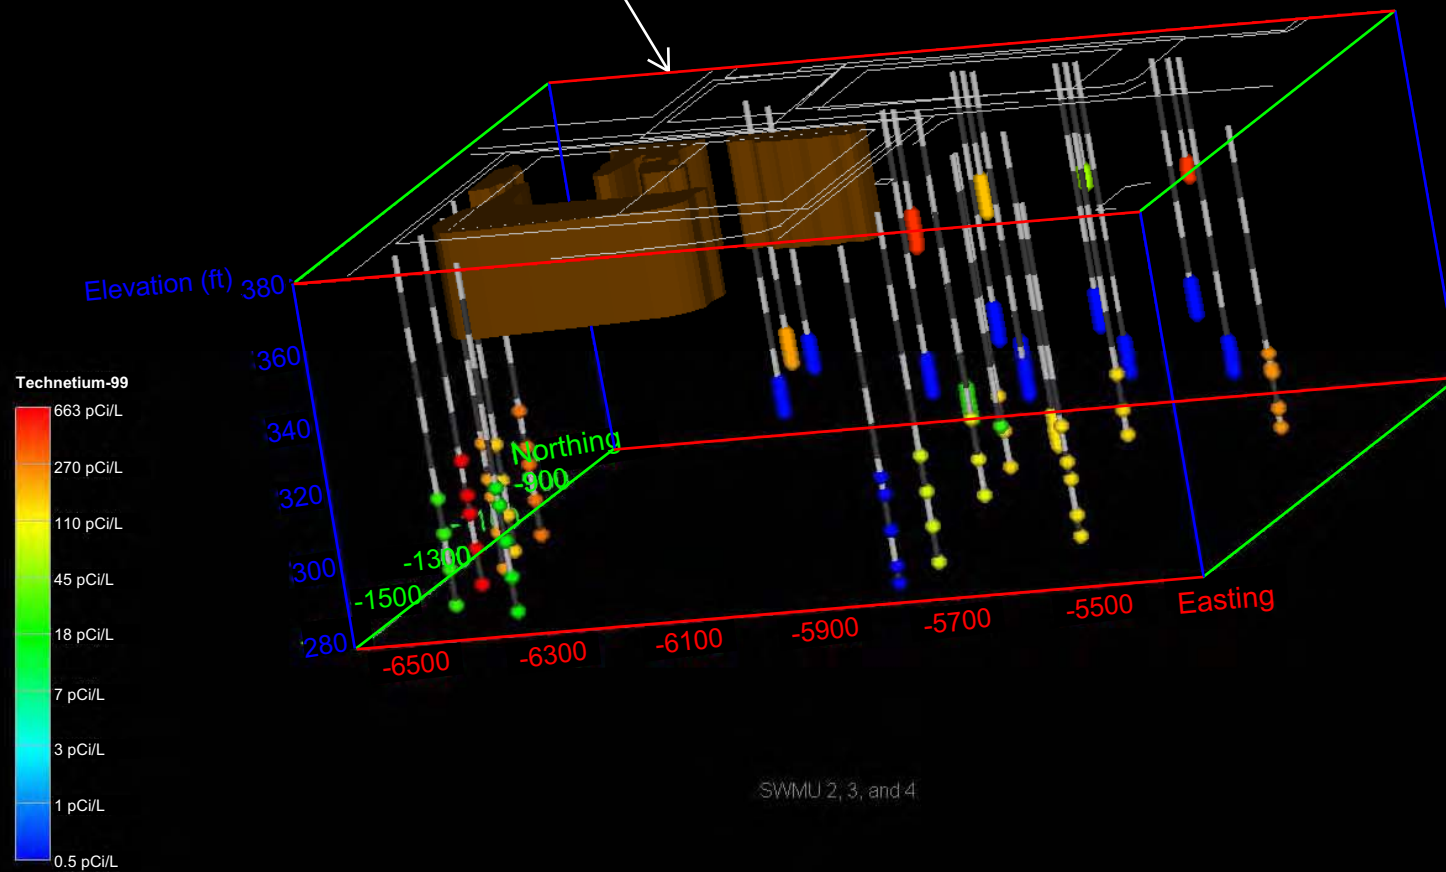 Elevation (ft)
380
360
340
320
300
280
Technetium-99
663 pCi/L
270 pCi/L
110 pCi/L
45 pCi/L
18 pCi/L
7 pCi/L
3 pCi/L
1 pCi/L
0.5 pCi/L
Northing
-900
-1300
-1500
-6500
-6300
-6100
-5900
-5700
-5500
Easting
SWMU 2, 3, and 4